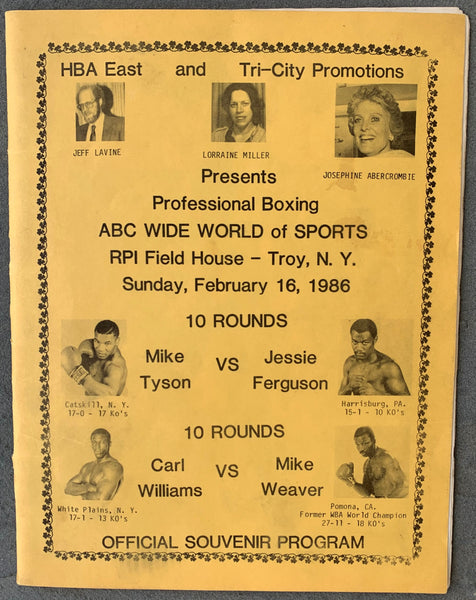 HBA East and Tri-City Promotions
JEFF LAVINE
LORRAINE MILLER
JOSEPHINE ABERCROMBIE
Presents
Professional Boxing
ABC WIDE WORLD of SPORTS
RPI Field House - Troy, N. Y.
Sunday, February 16, 1986
10 ROUNDS
Mike Tyson
VS
Jessie Ferguson
Catskill, N. Y.
17-0 - 17 KO's
Harrisburg, PA.
15-1 - 10 KO's
10 ROUNDS
Carl Williams
VS
Mike Weaver
White Plains, N. Y.
17-1 - 13 KO's
Pomona, CA.
Former WBA World Champion
27-11 - 18 KO's
OFFICIAL SOUVENIR PROGRAM